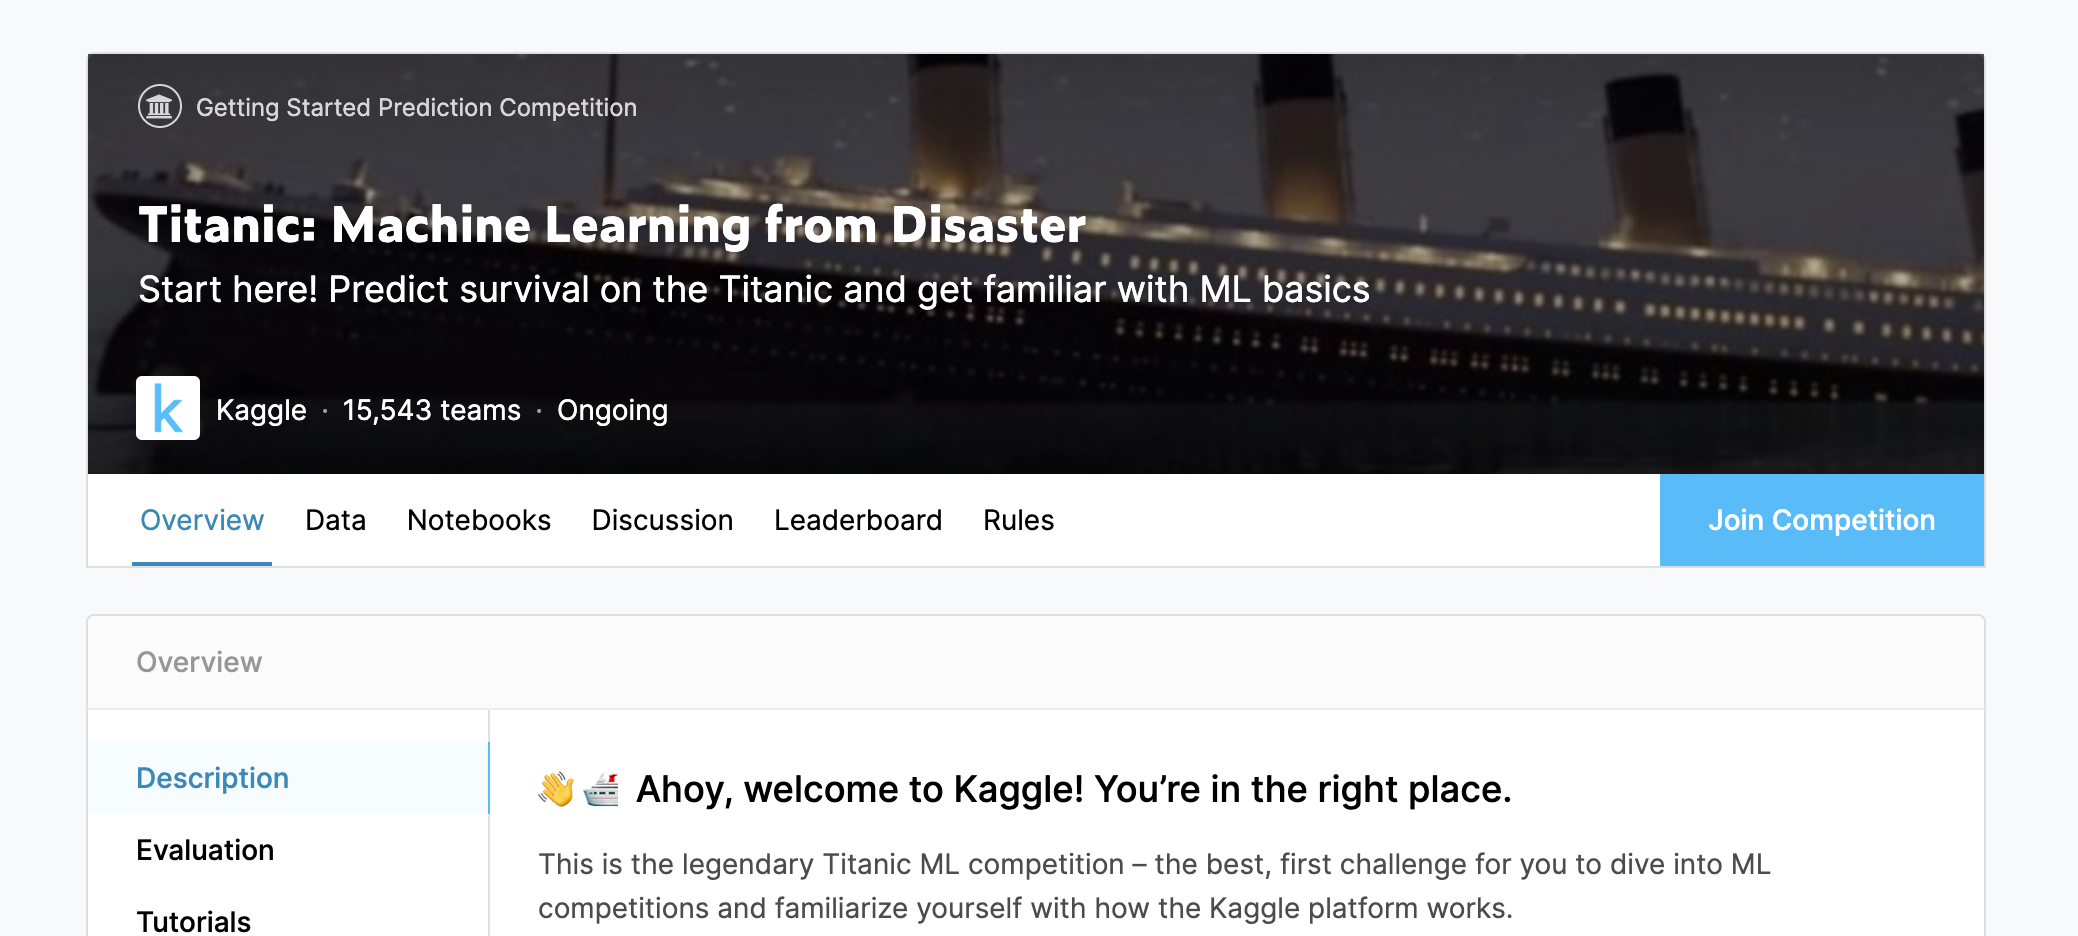 Getting Started Prediction Competition
Titanic: Machine Learning from Disaster
Start here! Predict survival on the Titanic and get familiar with ML basics
k
Kaggle · 15,543 teams · Ongoing
Overview Data Notebooks Discussion Leaderboard Rules Join Competition
Overview
Description
Evaluation
Tutorials
👋🛳️ Ahoy, welcome to Kaggle! You’re in the right place.
This is the legendary Titanic ML competition – the best, first challenge for you to dive into ML
competitions and familiarize yourself with how the Kaggle platform works.